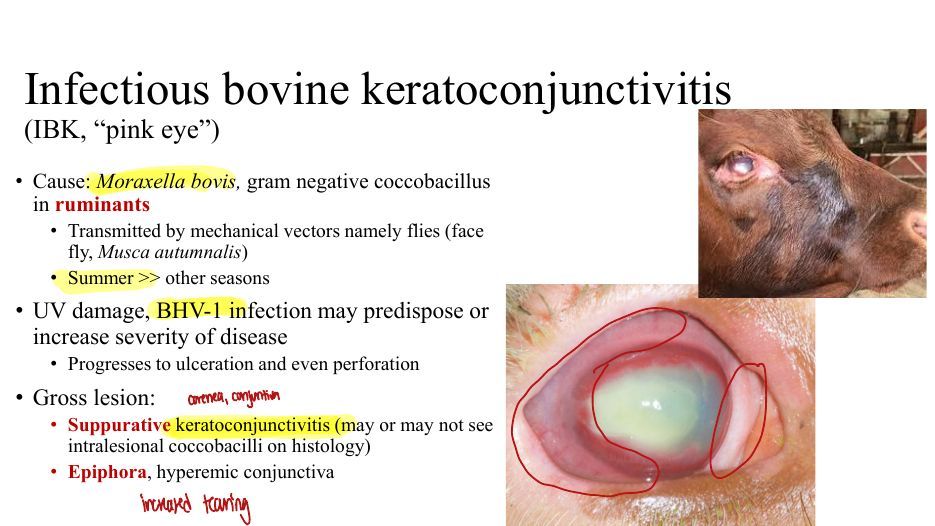 Infectious bovine keratoconjunctivitis
(IBK, “pink eye”)
• Cause: Moraxella bovis, gram negative coccobacillus
in ruminants
• Transmitted by mechanical vectors namely flies (face
fly, Musca autumnalis)
• Summer >> other seasons
• UV damage, BHV-1 infection may predispose or
increase severity of disease
• Progresses to ulceration and even perforation
• Gross lesion:
• Suppurative keratoconjunctivitis (may or may not see
intralesional coccobacilli on histology)
• Epiphora, hyperemic conjunctiva
increased tearing